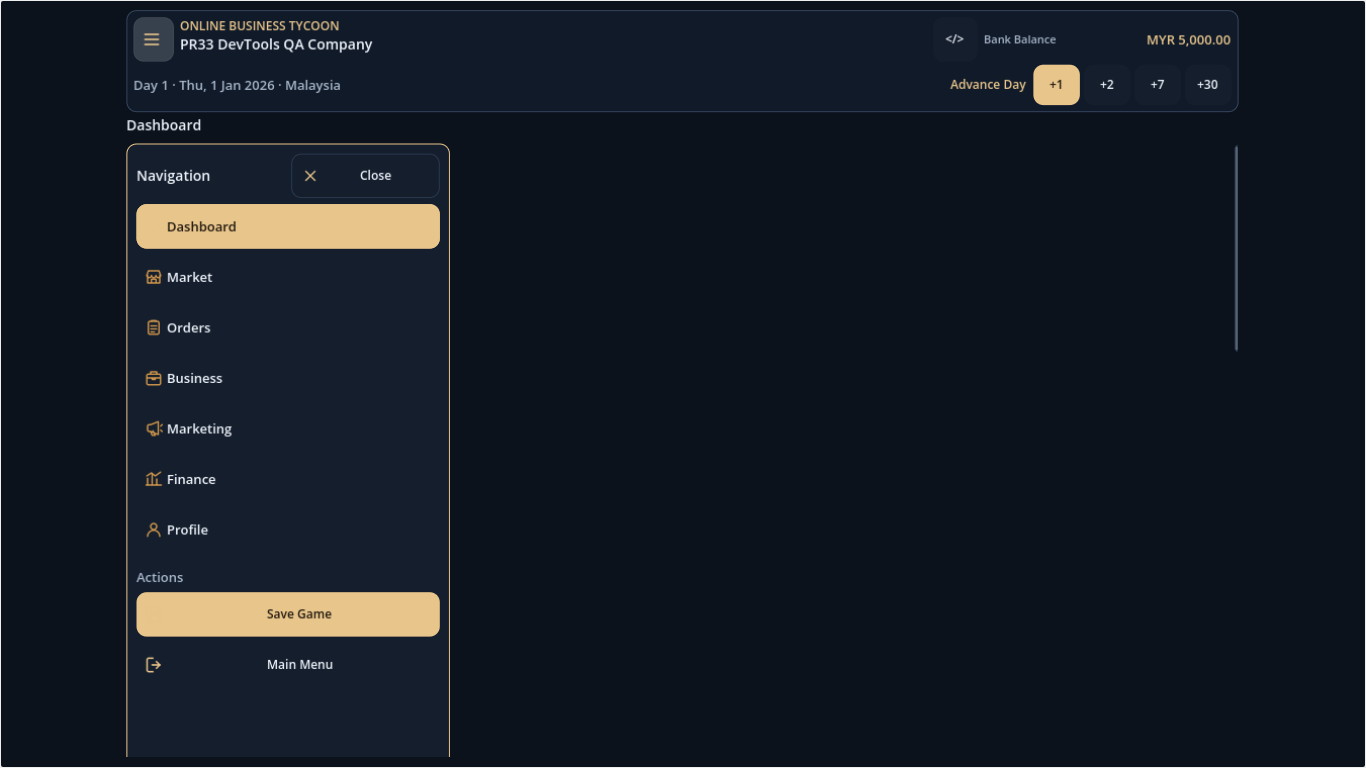 ONLINE BUSINESS TYCOON
PR33 DevTools QA Company
</> Bank Balance MYR 5,000.00
Day 1 · Thu, 1 Jan 2026 · Malaysia
Advance Day +1 +2 +7 +30
Dashboard
Navigation
Close
Dashboard
Market
Orders
Business
Marketing
Finance
Profile
Actions
Save Game
Main Menu